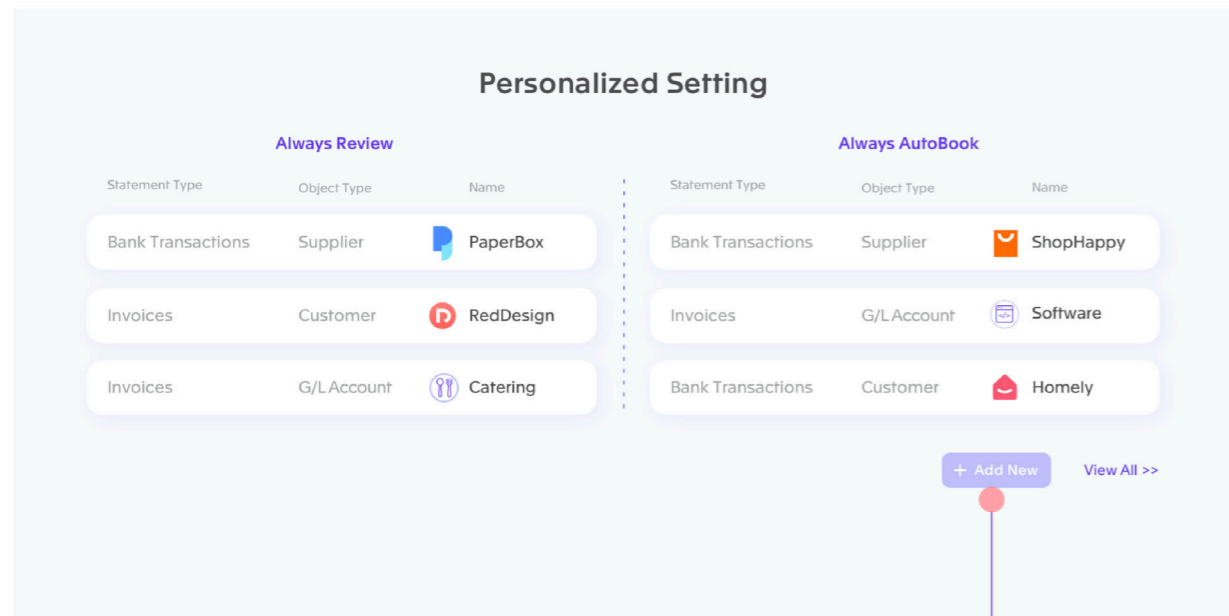 Personalized Setting
Always Review
Statement Type Object Type Name
Bank Transactions Supplier PaperBox
Invoices Customer RedDesign
Invoices G/L Account Catering
Always AutoBook
Statement Type Object Type Name
Bank Transactions Supplier ShopHappy
Invoices G/L Account Software
Bank Transactions Customer Homely
+ Add New View All >>